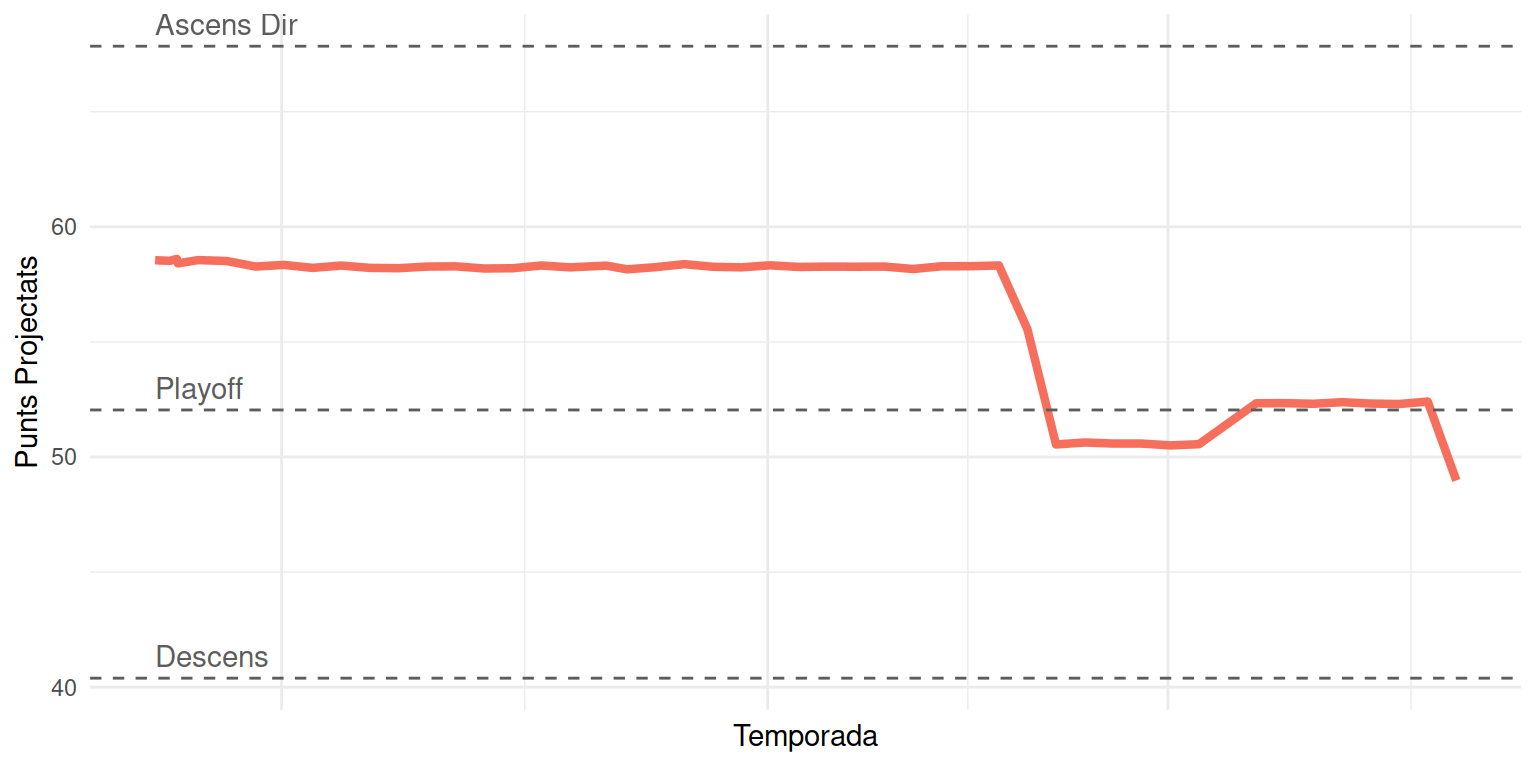 Ascens Dir
60
Playoff
50
Descens
40
Punts Projectats
Temporada